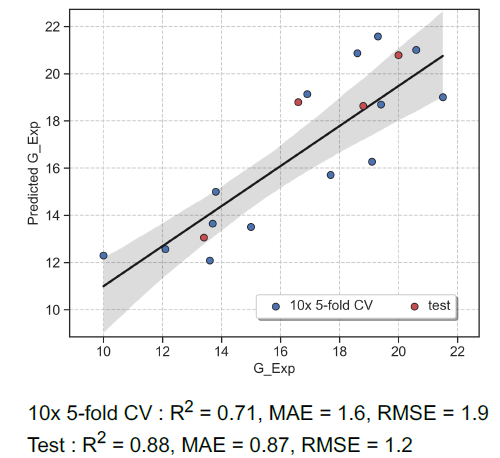 22
20
18
16
14
12
10
Predicted G_Exp
10x 5-fold CV test
10 12 14 16 18 20 22
G_Exp
10x 5-fold CV : R² = 0.71, MAE = 1.6, RMSE = 1.9
Test : R² = 0.88, MAE = 0.87, RMSE = 1.2